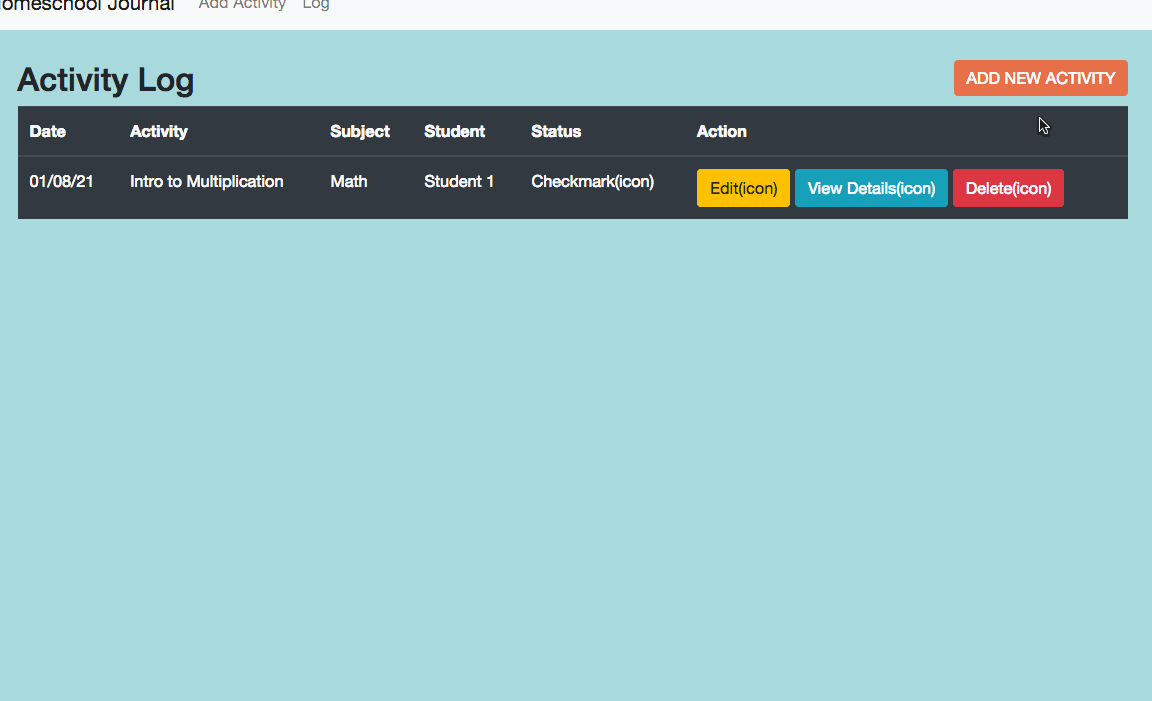 omeschool Journal Add Activity Log
Activity Log
ADD NEW ACTIVITY
Date Activity Subject Student Status Action
01/08/21 Intro to Multiplication Math Student 1 Checkmark(icon) Edit(icon) View Details(icon) Delete(icon)